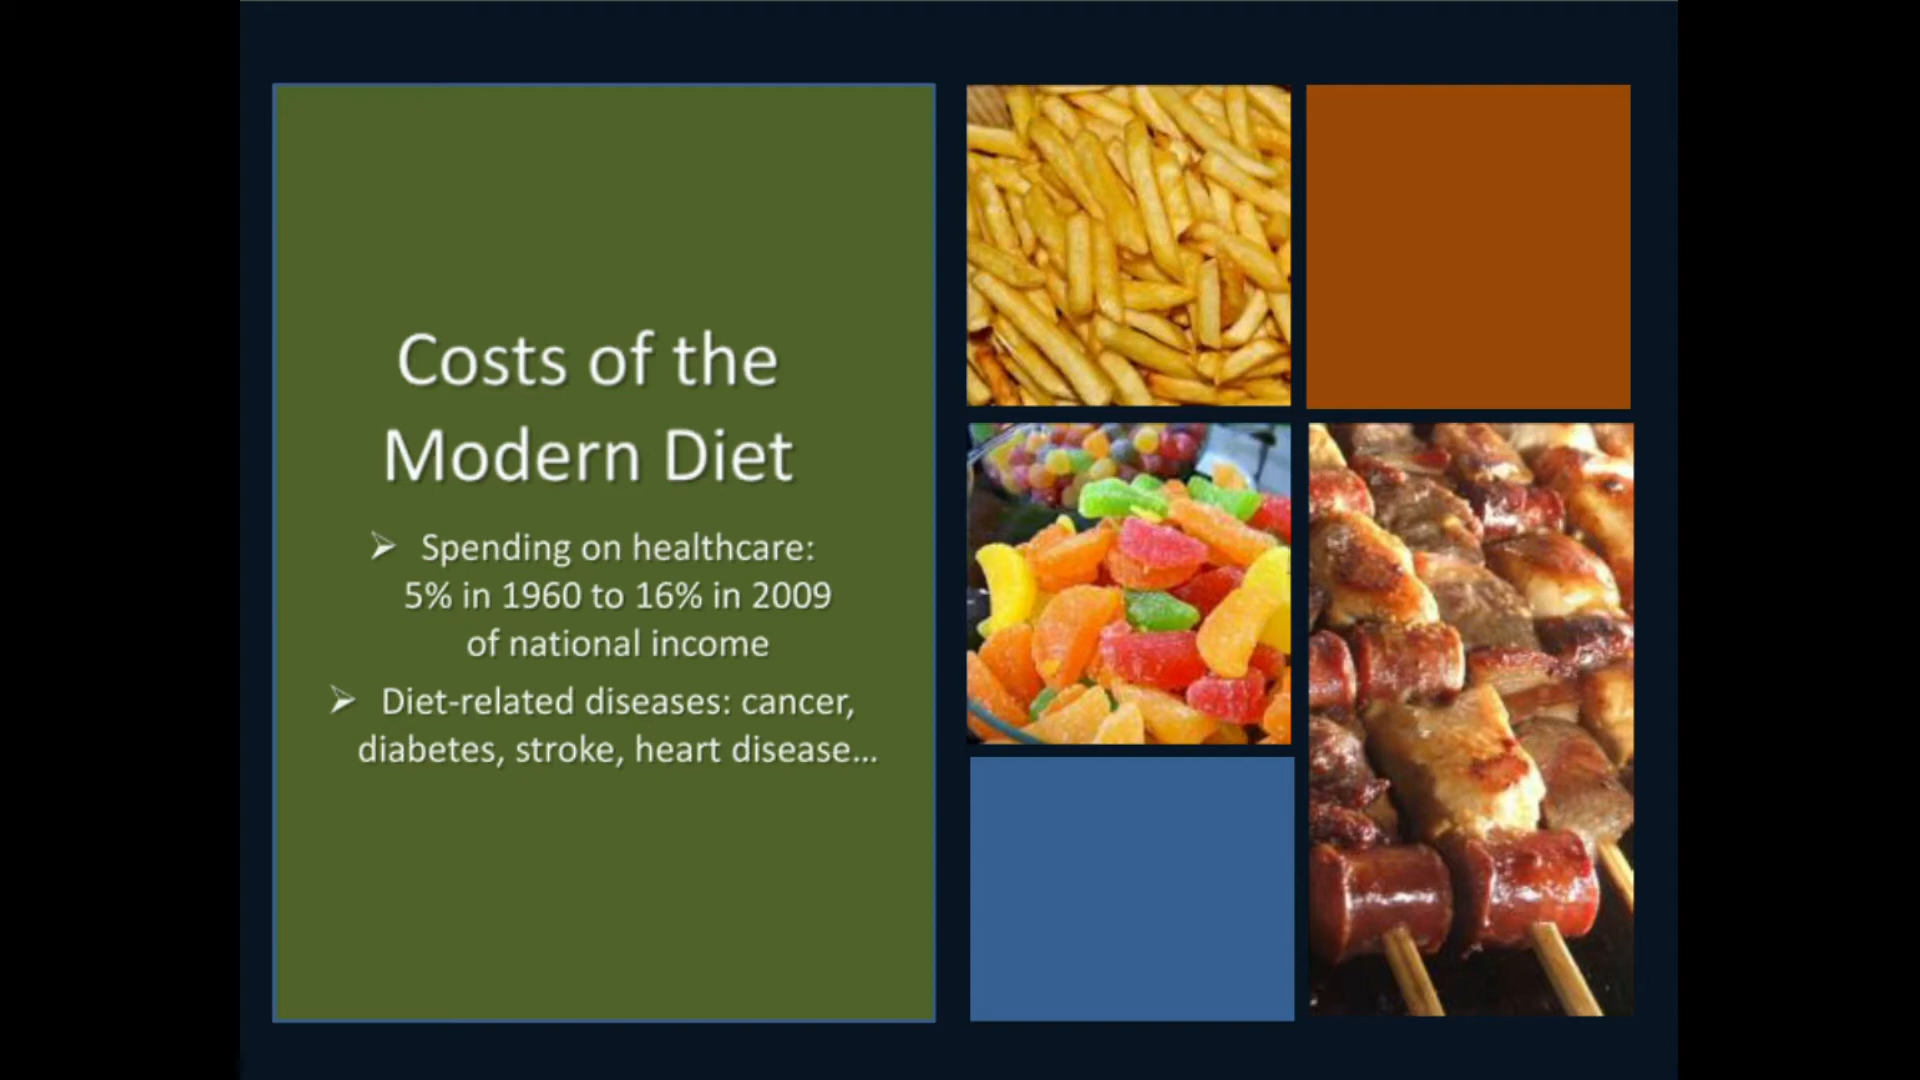 Costs of the
Modern Diet
➢ Spending on healthcare:
5% in 1960 to 16% in 2009
of national income
➢ Diet-related diseases: cancer,
diabetes, stroke, heart disease...